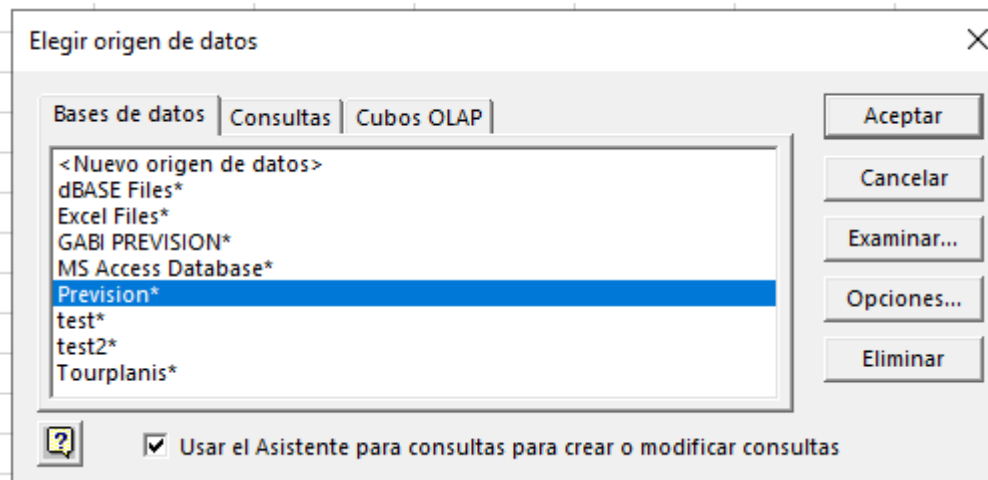 Elegir origen de datos
Bases de datos
Consultas
Cubos OLAP
<Nuevo origen de datos>
dBASE Files*
Excel Files*
GABI PREVISION*
MS Access Database*
Prevision*
test*
test2*
Tourplanis*
Aceptar
Cancelar
Examinar...
Opciones...
Eliminar
?
Usar el Asistente para consultas para crear o modificar consultas